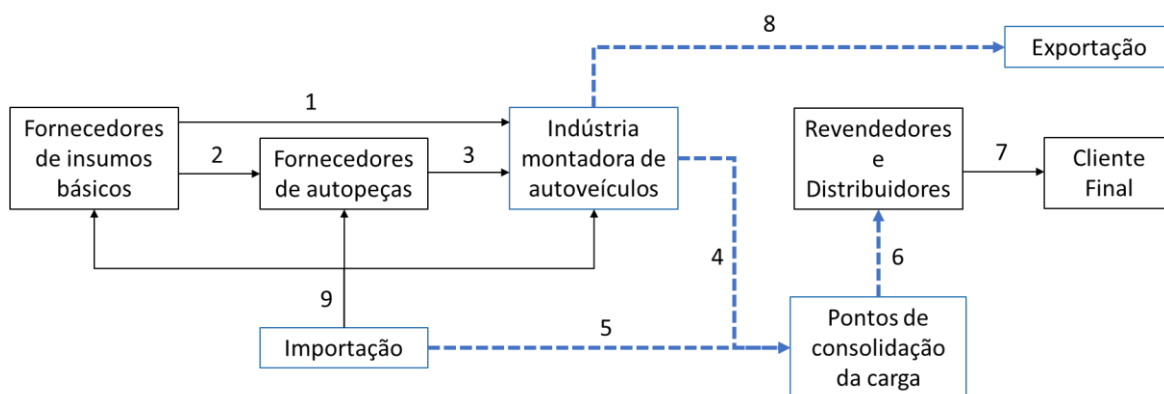 8
Exportação
1
Fornecedores
de insumos
básicos
2
Fornecedores
de autopeças
3
Indústria
montadora de
autoveículos
Revendedores
e
Distribuidores
7
Cliente
Final
4
6
9
Importação
5
Pontos de
consolidação
da carga